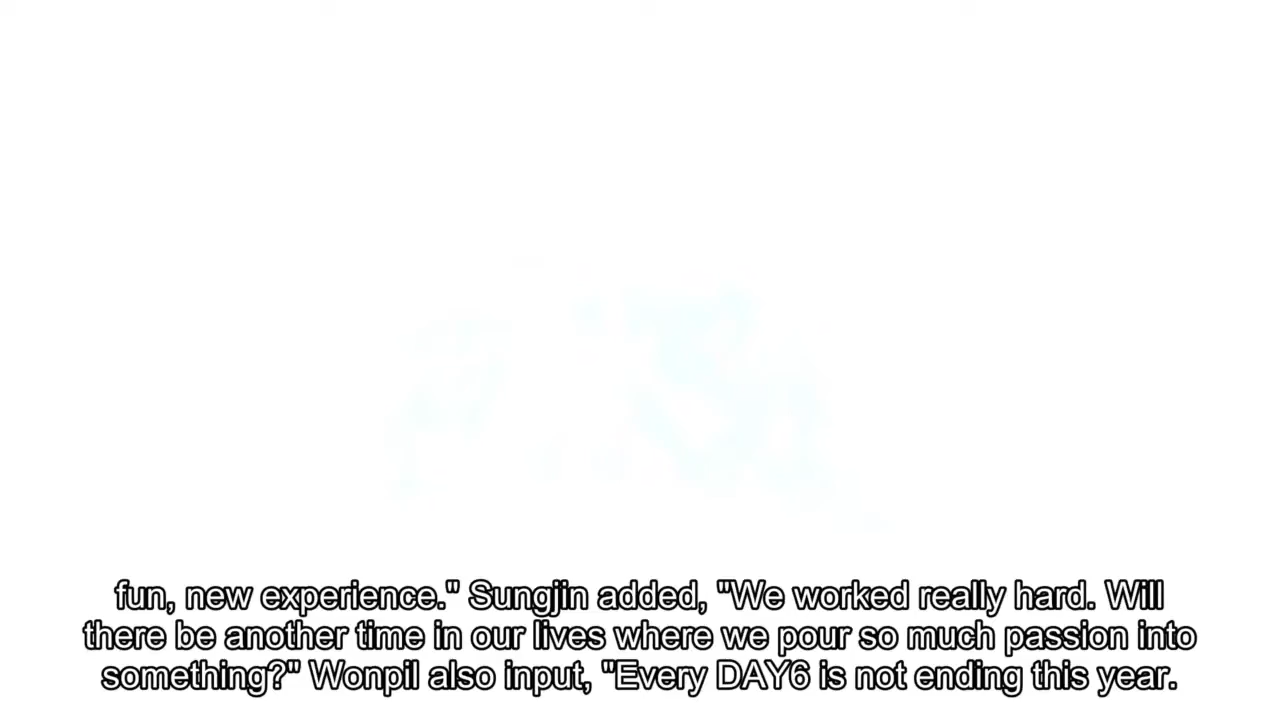 fun, new experience." Sungjin added, "We worked really hard. Will
there be another time in our lives where we pour so much passion into
something?" Wonpil also input, "Every DAY6 is not ending this year.